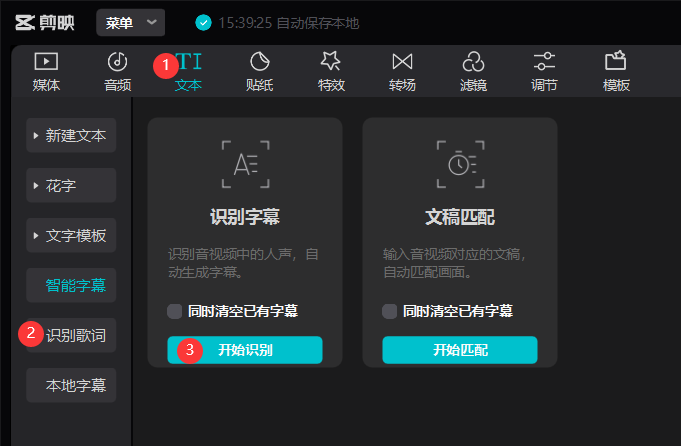 剪映 菜单 15:39:25 自动保存本地
1 TI
媒体 音频 文本 贴纸 特效 转场 滤镜 调节 模板
新建文本
花字
文字模板
智能字幕
2 识别歌词
本地字幕
A
识别字幕
识别音视频中的人声，自
动生成字幕。
同时清空已有字幕
3 开始识别
文稿匹配
输入音视频对应的文稿，
自动匹配画面。
同时清空已有字幕
开始匹配